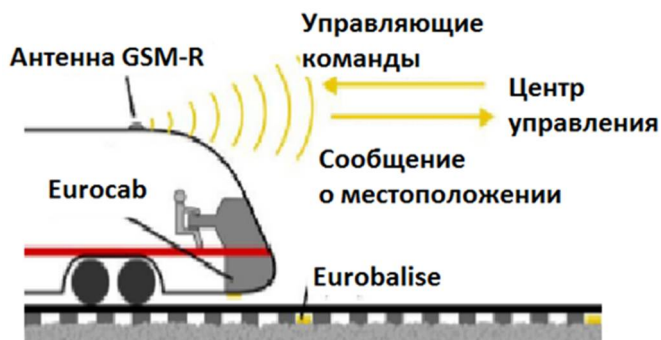 Управляющие
команды
Антенна GSM-R
Центр
управления
Сообщение
о местоположении
Eurocab
Eurobalise